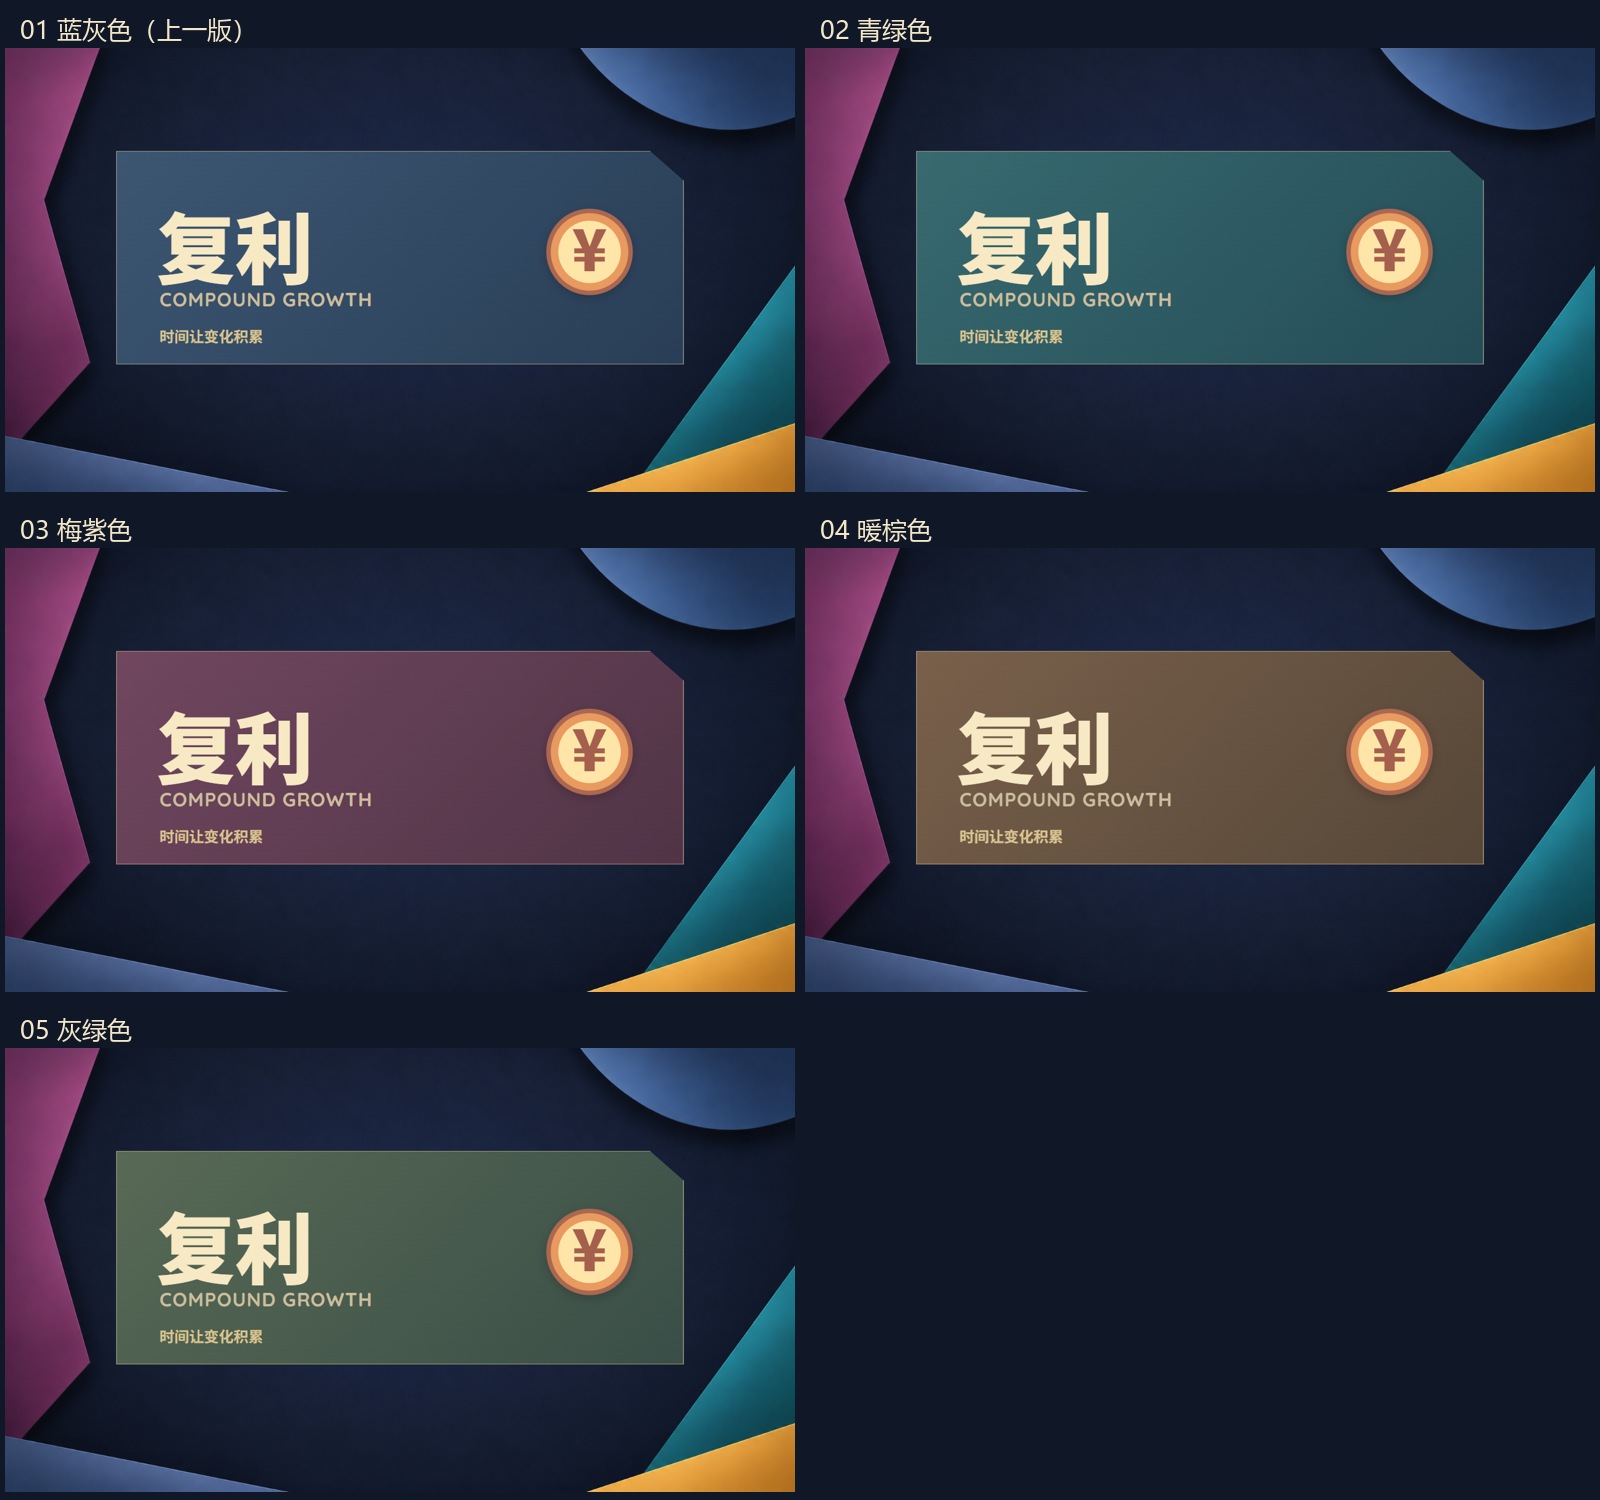 01 蓝灰色（上一版）
复利
¥
COMPOUND GROWTH
时间让变化积累
02 青绿色
复利
¥
COMPOUND GROWTH
时间让变化积累
03 梅紫色
复利
¥
COMPOUND GROWTH
时间让变化积累
04 暖棕色
复利
¥
COMPOUND GROWTH
时间让变化积累
05 灰绿色
复利
¥
COMPOUND GROWTH
时间让变化积累